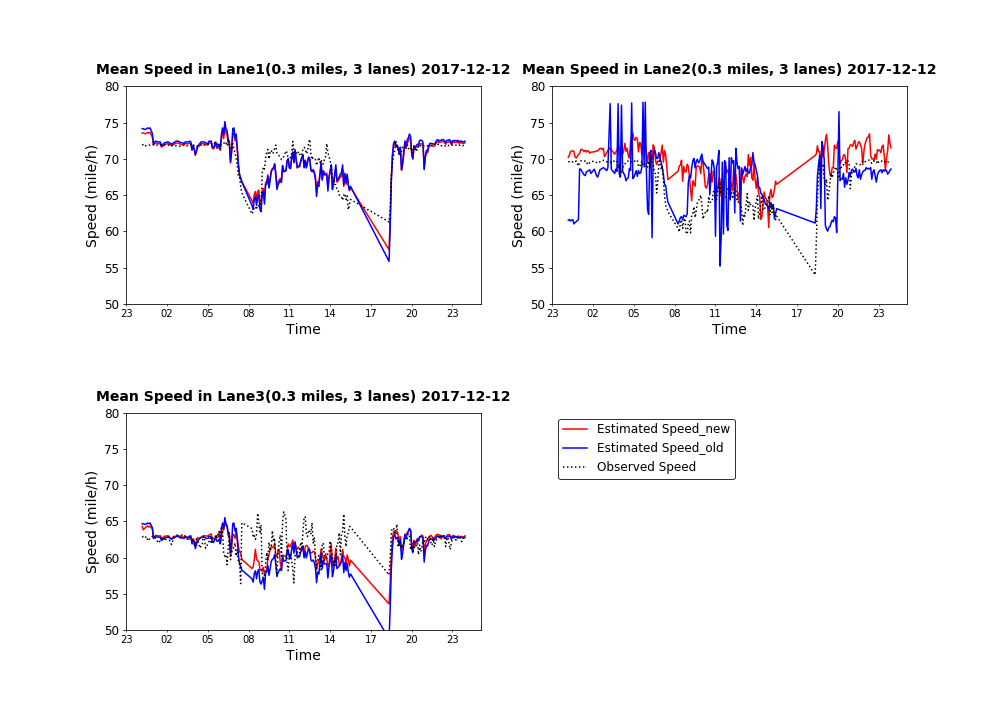 Mean Speed in Lane1(0.3 miles, 3 lanes) 2017-12-12
80
75
70
65
60
55
50
Speed (mile/h)
23 02 05 08 11 14 17 20 23
Time
Mean Speed in Lane2(0.3 miles, 3 lanes) 2017-12-12
80
75
70
65
60
55
50
Speed (mile/h)
23 02 05 08 11 14 17 20 23
Time
Mean Speed in Lane3(0.3 miles, 3 lanes) 2017-12-12
80
75
70
65
60
55
50
Speed (mile/h)
23 02 05 08 11 14 17 20 23
Time
Estimated Speed_new
Estimated Speed_old
Observed Speed